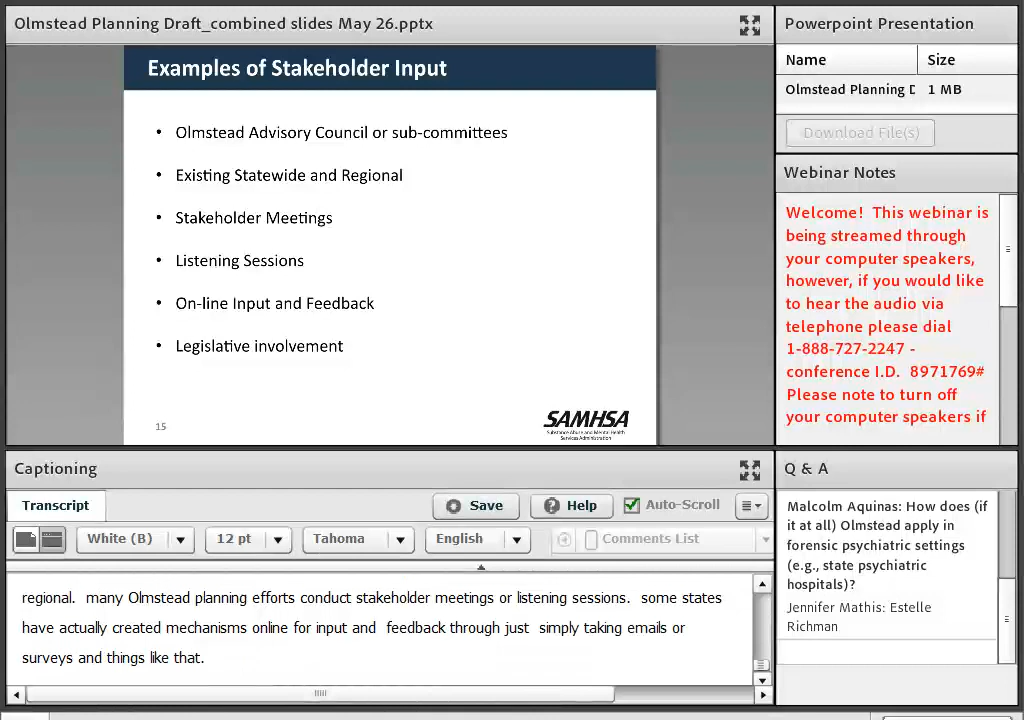 Olmstead Planning Draft_combined slides May 26.pptx
Examples of Stakeholder Input
• Olmstead Advisory Council or sub-committees
• Existing Statewide and Regional
• Stakeholder Meetings
• Listening Sessions
• On-line Input and Feedback
• Legislative involvement
15
SAMHSA
Substance Abuse and Mental Health
Services Administration
Powerpoint Presentation
Name Size
Olmstead Planning D 1 MB
Download File(s)
Webinar Notes
Welcome! This webinar is
being streamed through
your computer speakers,
however, if you would like
to hear the audio via
telephone please dial
1-888-727-2247 -
conference I.D. 8971769#
Please note to turn off
your computer speakers if
Captioning
Transcript
Save
Help
Auto-Scroll
White (B)
12 pt
Tahoma
English
Comments List
regional. many Olmstead planning efforts conduct stakeholder meetings or listening sessions. some states
have actually created mechanisms online for input and feedback through just simply taking emails or
surveys and things like that.
Q & A
Malcolm Aquinas: How does (if
it at all) Olmstead apply in
forensic psychiatric settings
(e.g., state psychiatric
hospitals)?
Jennifer Mathis: Estelle
Richman